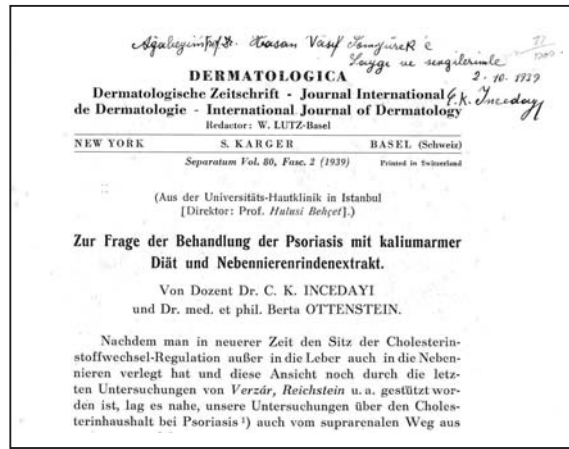 Ağabeyim Prof. Dr. Hasan Vasıf Somyürek'e
Saygı ve sevgilerimle
2-10-1939
C.K. Incedayı
DERMATOLOGICA
Dermatologische Zeitschrift - Journal International
de Dermatologie - International Journal of Dermatology
Redactor: W. LUTZ-Basel
NEW YORK S. KARGER BASEL (Schweiz)
Separatum Vol. 80, Fasc. 2 (1939) Printed in Switzerland
(Aus der Universitäts-Hautklinik in Istanbul
[Direktor: Prof. Hulusi Behçet].)
Zur Frage der Behandlung der Psoriasis mit kaliumarmer
Diät und Nebennierenrindenextrakt.
Von Dozent Dr. C. K. INCEDAYI
und Dr. med. et phil. Berta OTTENSTEIN.
Nachdem man in neuerer Zeit den Sitz der Cholesterin-
stoffwechsel-Regulation außer in die Leber auch in die Neben-
nieren verlegt hat und diese Ansicht noch durch die letz-
ten Untersuchungen von Verzár, Reichstein u. a. gestützt wor-
den ist, lag es nahe, unsere Untersuchungen über den Choles-
terinhaushalt bei Psoriasis ¹) auch vom suprarenalen Weg aus